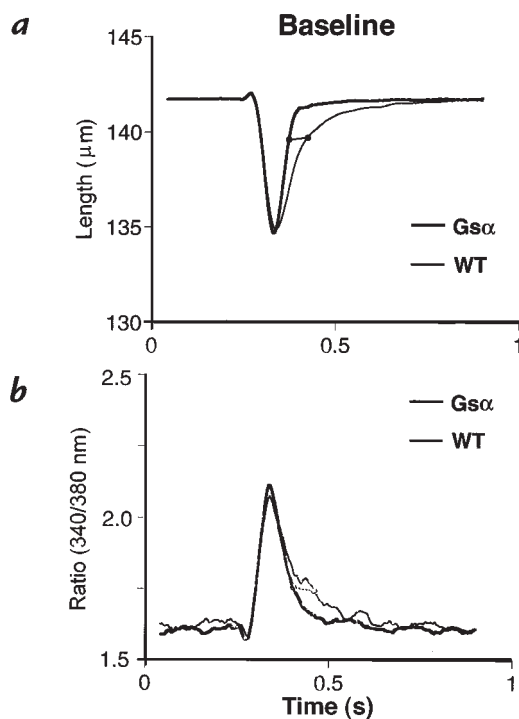 a
Baseline
145
140
135
130
Length (μm)
Gsα
WT
0
0.5
1
b
2.5
2.0
1.5
Ratio (340/380 nm)
Gsα
WT
0
0.5
1
Time (s)